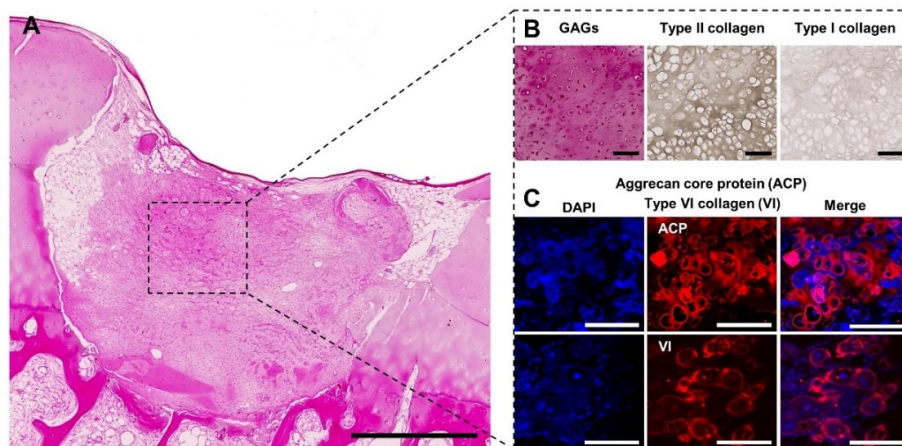 A
B
GAGs Type II collagen Type I collagen
C
Aggrecan core protein (ACP)
Type VI collagen (VI)
DAPI Merge
ACP
VI